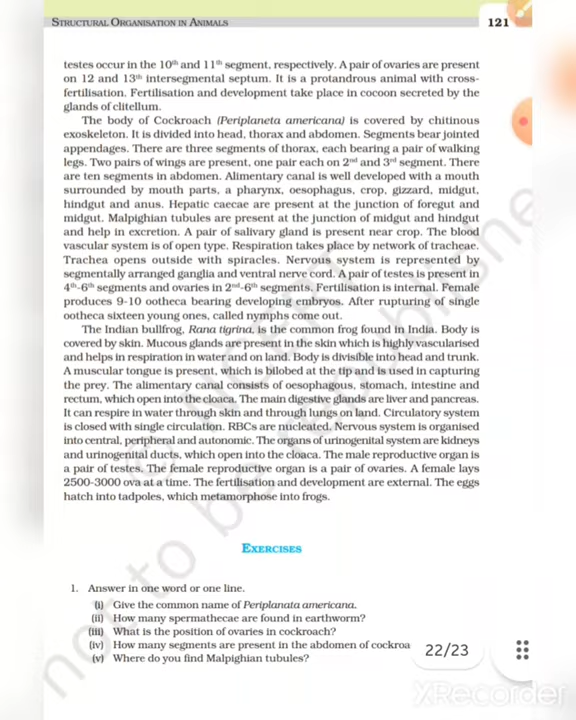 STRUCTURAL ORGANISATION IN ANIMALS 121
testes occur in the 10th and 11th segment, respectively. A pair of ovaries are present
on 12 and 13th intersegmental septum. It is a protandrous animal with cross-
fertilisation. Fertilisation and development take place in cocoon secreted by the
glands of clitellum.
The body of Cockroach (Periplaneta americana) is covered by chitinous
exoskeleton. It is divided into head, thorax and abdomen. Segments bear jointed
appendages. There are three segments of thorax, each bearing a pair of walking
legs. Two pairs of wings are present, one pair each on 2nd and 3rd segment. There
are ten segments in abdomen. Alimentary canal is well developed with a mouth
surrounded by mouth parts, a pharynx, oesophagus, crop, gizzard, midgut,
hindgut and anus. Hepatic caecae are present at the junction of foregut and
midgut. Malpighian tubules are present at the junction of midgut and hindgut
and help in excretion. A pair of salivary gland is present near crop. The blood
vascular system is of open type. Respiration takes place by network of tracheae.
Trachea opens outside with spiracles. Nervous system is represented by
segmentally arranged ganglia and ventral nerve cord. A pair of testes is present in
4th-6th segments and ovaries in 2nd-6th segments. Fertilisation is internal. Female
produces 9-10 ootheca bearing developing embryos. After rupturing of single
ootheca sixteen young ones, called nymphs come out.
The Indian bullfrog, Rana tigrina, is the common frog found in India. Body is
covered by skin. Mucous glands are present in the skin which is highly vascularised
and helps in respiration in water and on land. Body is divisible into head and trunk.
A muscular tongue is present, which is bilobed at the tip and is used in capturing
the prey. The alimentary canal consists of oesophagous, stomach, intestine and
rectum, which open into the cloaca. The main digestive glands are liver and pancreas.
It can respire in water through skin and through lungs on land. Circulatory system
is closed with single circulation. RBCs are nucleated. Nervous system is organised
into central, peripheral and autonomic. The organs of urinogenital system are kidneys
and urinogenital ducts, which open into the cloaca. The male reproductive organ is
a pair of testes. The female reproductive organ is a pair of ovaries. A female lays
2500-3000 ova at a time. The fertilisation and development are external. The eggs
hatch into tadpoles, which metamorphose into frogs.
EXERCISES
1. Answer in one word or one line.
(i) Give the common name of Periplanata americana.
(ii) How many spermathecae are found in earthworm?
(iii) What is the position of ovaries in cockroach?
(iv) How many segments are present in the abdomen of cockroa
(v) Where do you find Malpighian tubules?
22/23
not to be republishe
XRecorder